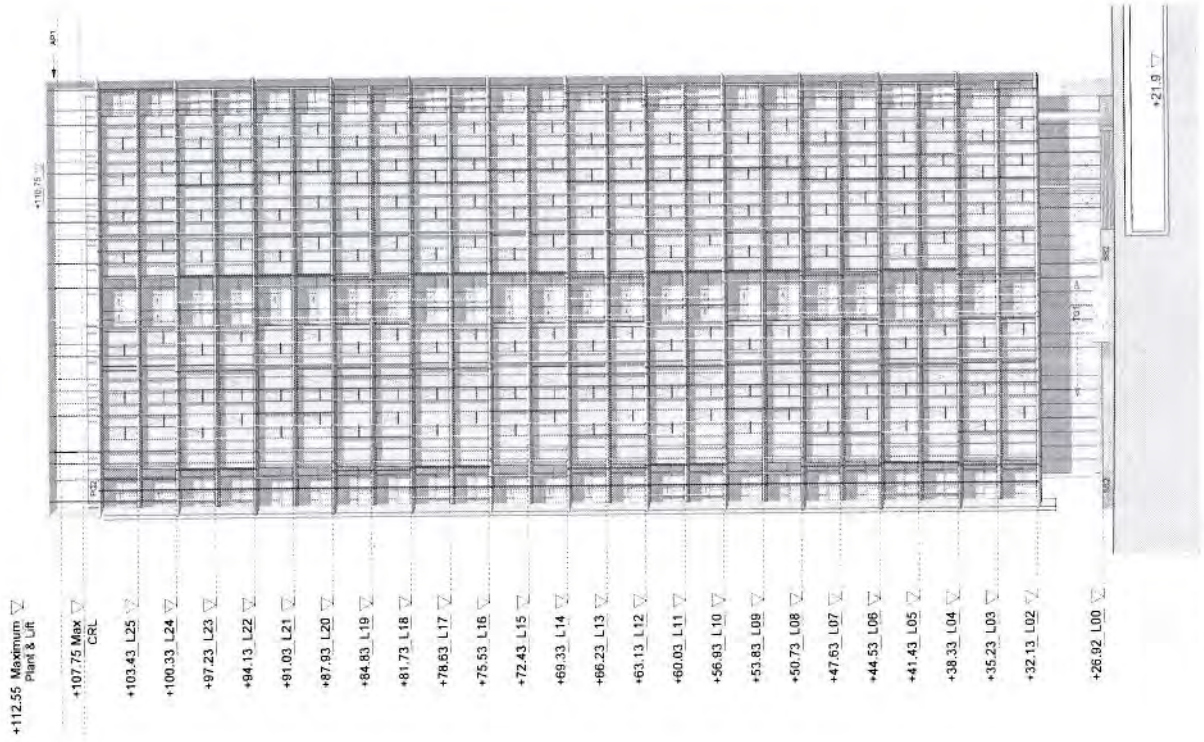 +112.55 Maximum
Plant & Lift
+110.75
AP1
+107.75 Max
CRL
+103.43 L25
+100.33 L24
+97.23 L23
+94.13 L22
+91.03 L21
+87.93 L20
+84.83 L19
+81.73 L18
+78.63 L17
+75.53 L16
+72.43 L15
+69.33 L14
+66.23 L13
+63.13 L12
+60.03 L11
+56.93 L10
+53.83 L09
+50.73 L08
+47.63 L07
+44.53 L06
+41.43 L05
+38.33 L04
+35.23 L03
+32.13 L02
+26.92 L00
TG1
+21.9